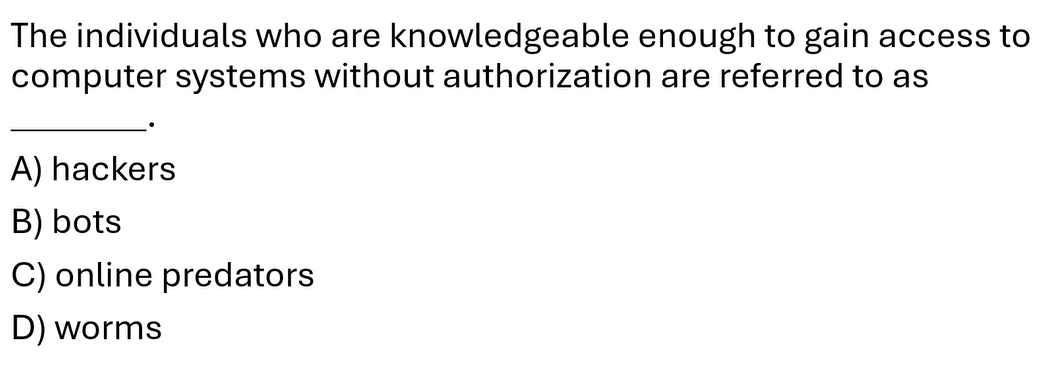 The individuals who are knowledgeable enough to gain access to
computer systems without authorization are referred to as
________.
A) hackers
B) bots
C) online predators
D) worms